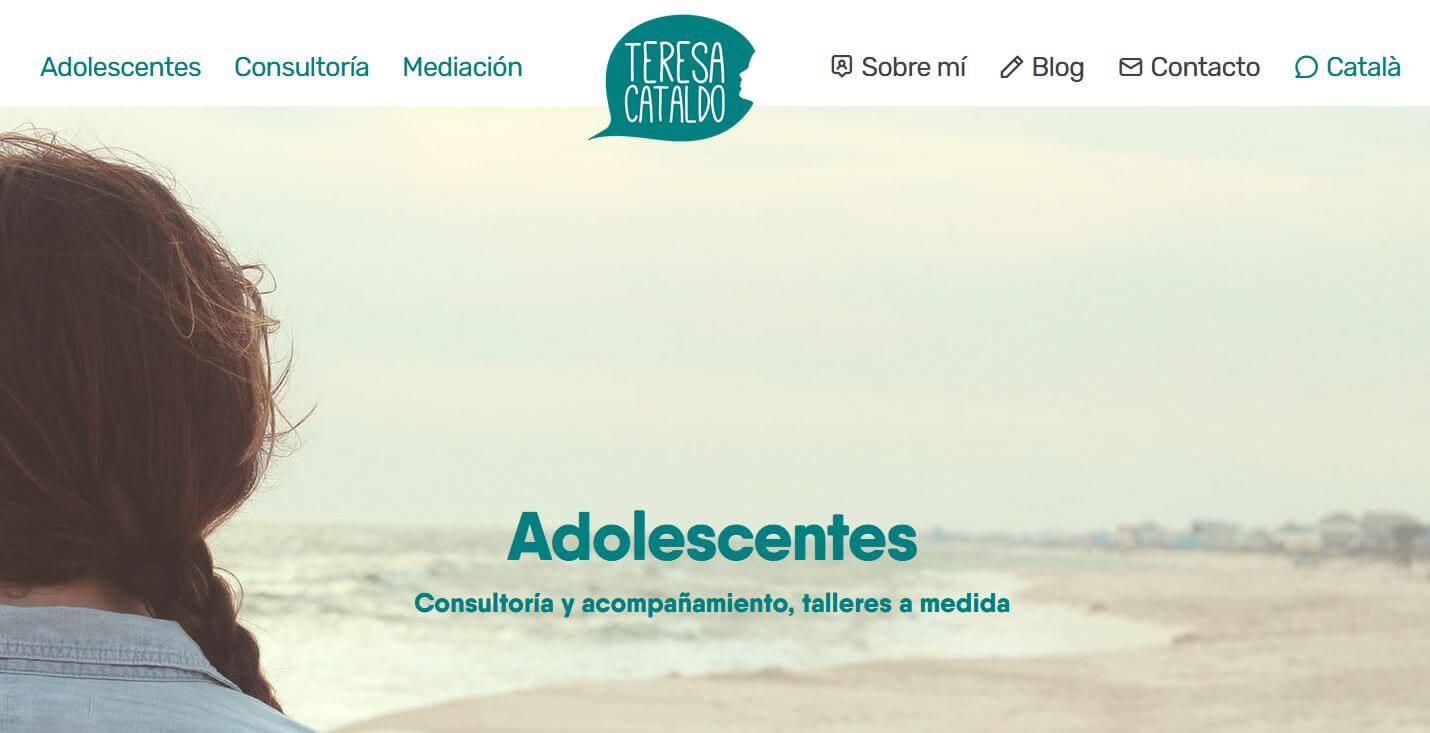 Adolescentes Consultoría Mediación
TERESA
CATALDO
Sobre mí Blog Contacto Català
Adolescentes
Consultoría y acompañamiento, talleres a medida